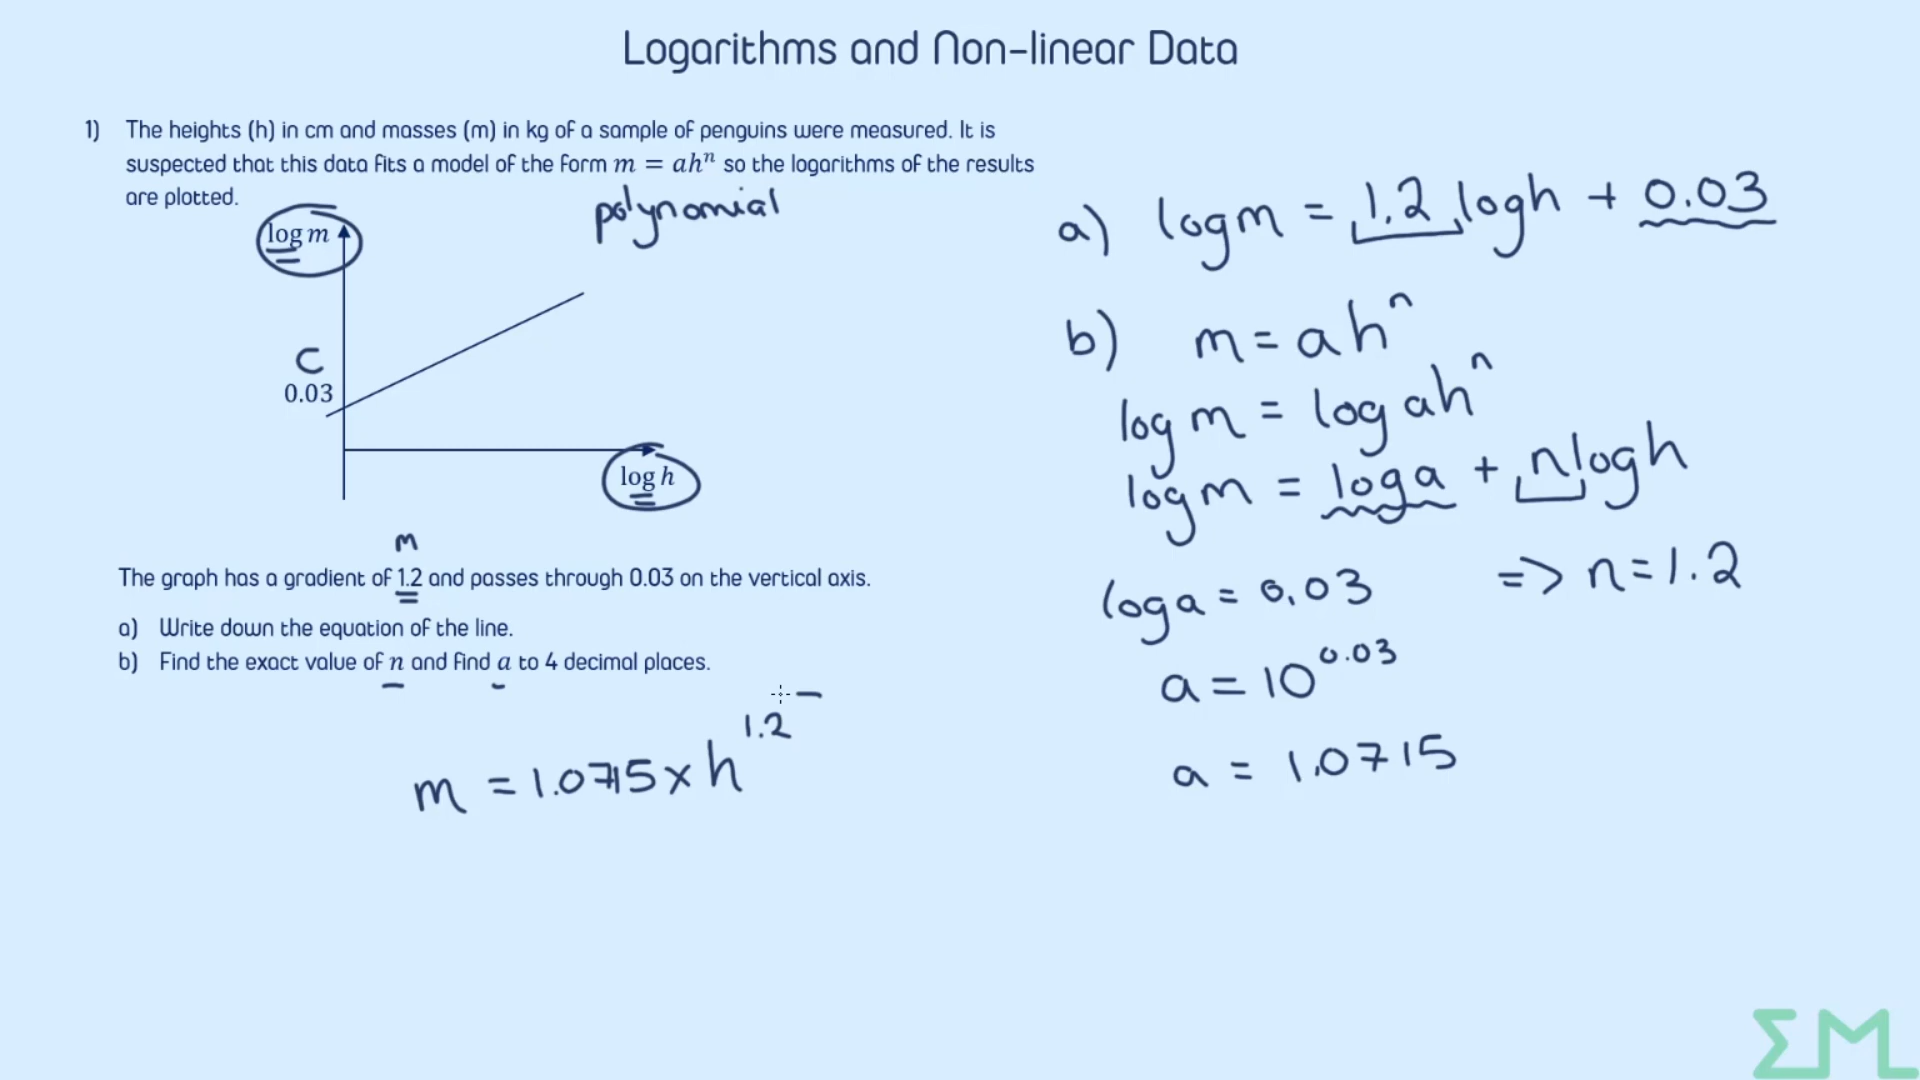 Logarithms and Non-linear Data
1) The heights (h) in cm and masses (m) in kg of a sample of penguins were measured. It is
suspected that this data fits a model of the form m = ahⁿ so the logarithms of the results
are plotted.
polynomial
log m
C
0.03
log h
m
The graph has a gradient of 1.2 and passes through 0.03 on the vertical axis.
a) Write down the equation of the line.
b) Find the exact value of n and find a to 4 decimal places.
m = 1.0715 × h^1.2
a) log m = 1.2 log h + 0.03
b) m = ahⁿ
log m = log ahⁿ
log m = log a + n log h
log a = 0.03 => n = 1.2
a = 10^0.03
a = 1.0715
ΣM